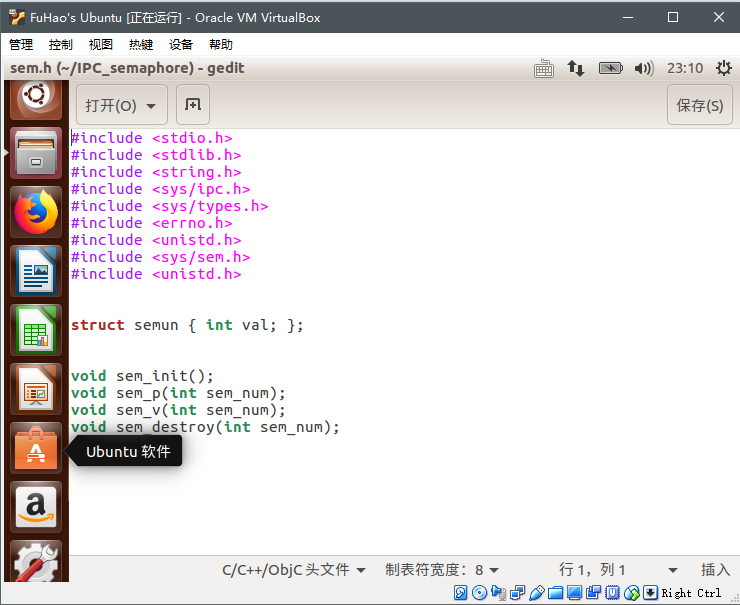 FuHao's Ubuntu [正在运行] - Oracle VM VirtualBox
管理 控制 视图 热键 设备 帮助
sem.h (~/IPC_semaphore) - gedit 23:10
打开(O) 保存(S)
#include <stdio.h>
#include <stdlib.h>
#include <string.h>
#include <sys/ipc.h>
#include <sys/types.h>
#include <errno.h>
#include <unistd.h>
#include <sys/sem.h>
#include <unistd.h>
struct semun { int val; };
void sem_init();
void sem_p(int sem_num);
void sem_v(int sem_num);
void sem_destroy(int sem_num);
Ubuntu 软件
a
C/C++/ObjC 头文件 制表符宽度: 8 行 1, 列 1 插入
Right Ctrl